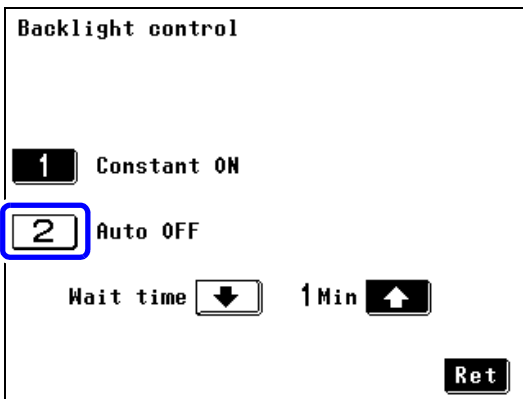 Backlight control
1 Constant ON
2 Auto OFF
Wait time 1 Min
Ret